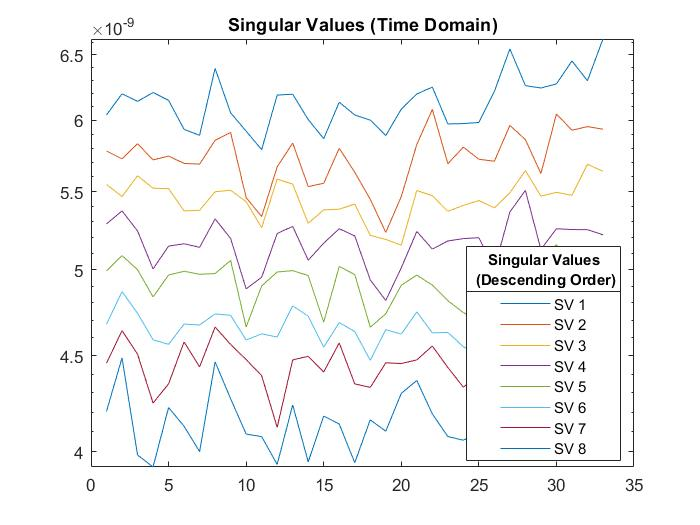 ×10⁻⁹
Singular Values (Time Domain)
6.5
6
5.5
5
4.5
4
Singular Values
(Descending Order)
SV 1
SV 2
SV 3
SV 4
SV 5
SV 6
SV 7
SV 8
0 5 10 15 20 25 30 35